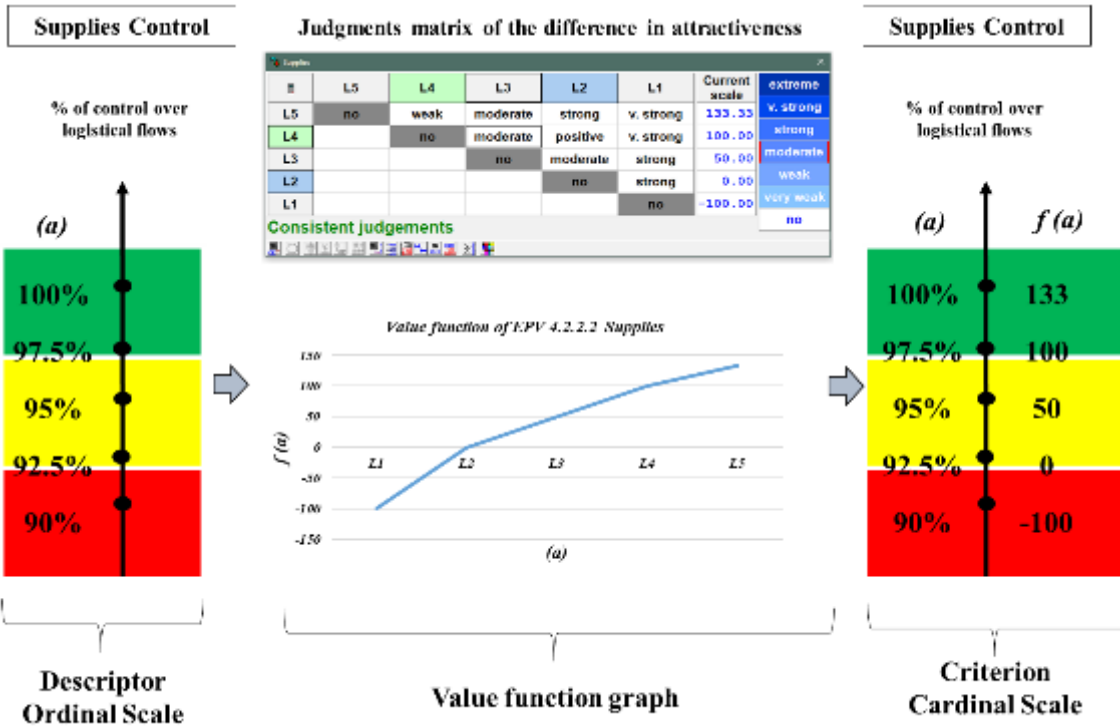 Supplies Control
% of control over
logistical flows
(a)
100%
97.5%
95%
92.5%
90%
Descriptor
Ordinal Scale
Judgments matrix of the difference in attractiveness
Supplies
L5 L4 L3 L2 L1 Current scale
L5 no weak moderate strong v. strong 133.33
L4 no moderate positive v. strong 100.00
L3 no moderate strong 50.00
L2 no strong 0.00
L1 no -100.00
extreme
v. strong
strong
moderate
weak
very weak
no
Consistent judgements
Value function of EPV 4.2.2.2 Supplies
150
100
50
0
-50
-100
-150
f (a)
L1 L2 L3 L4 L5
(a)
Value function graph
Supplies Control
% of control over
logistical flows
(a) f (a)
100% 133
97.5% 100
95% 50
92.5% 0
90% -100
Criterion
Cardinal Scale